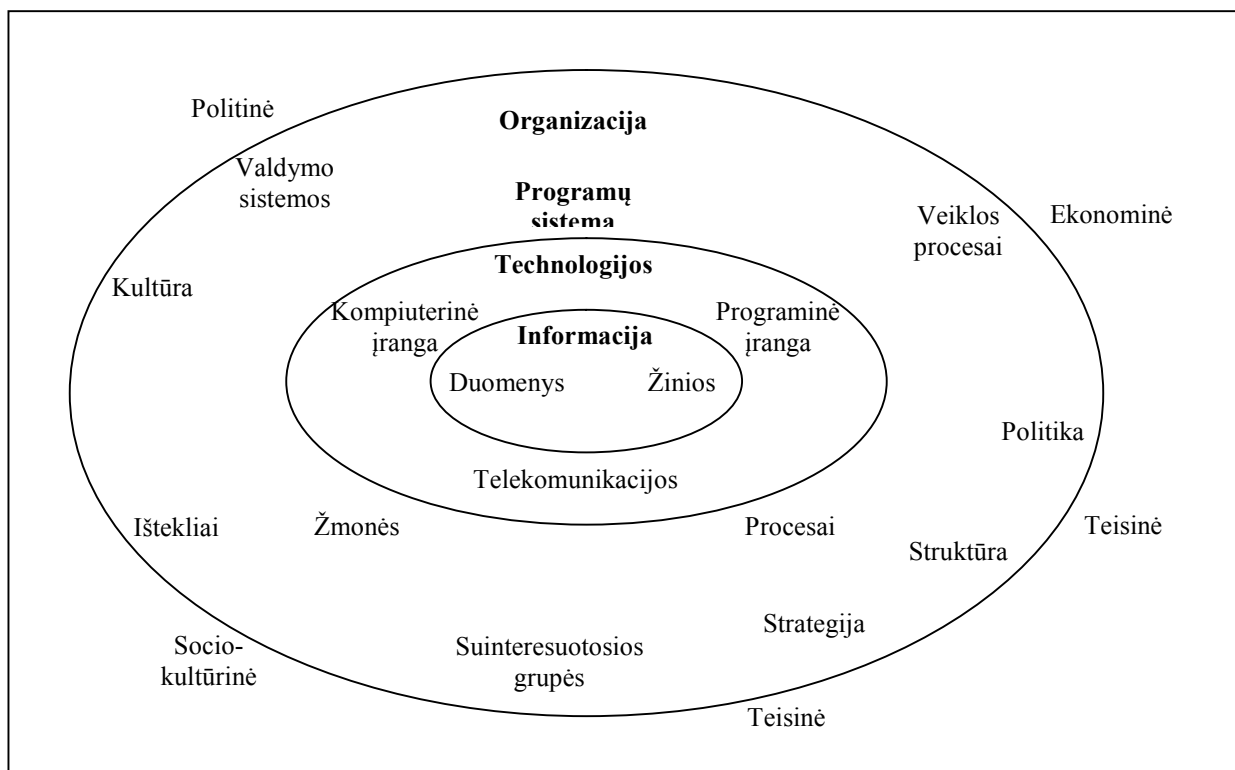 Politinė
Organizacija
Valdymo
sistemos
Programų
sistema
Veiklos
procesai
Ekonominė
Technologijos
Kultūra
Kompiuterinė
įranga
Programinė
įranga
Informacija
Duomenys
Žinios
Politika
Telekomunikacijos
Ištekliai
Žmonės
Procesai
Teisinė
Struktūra
Strategija
Socio-
kultūrinė
Suinteresuotosios
grupės
Teisinė